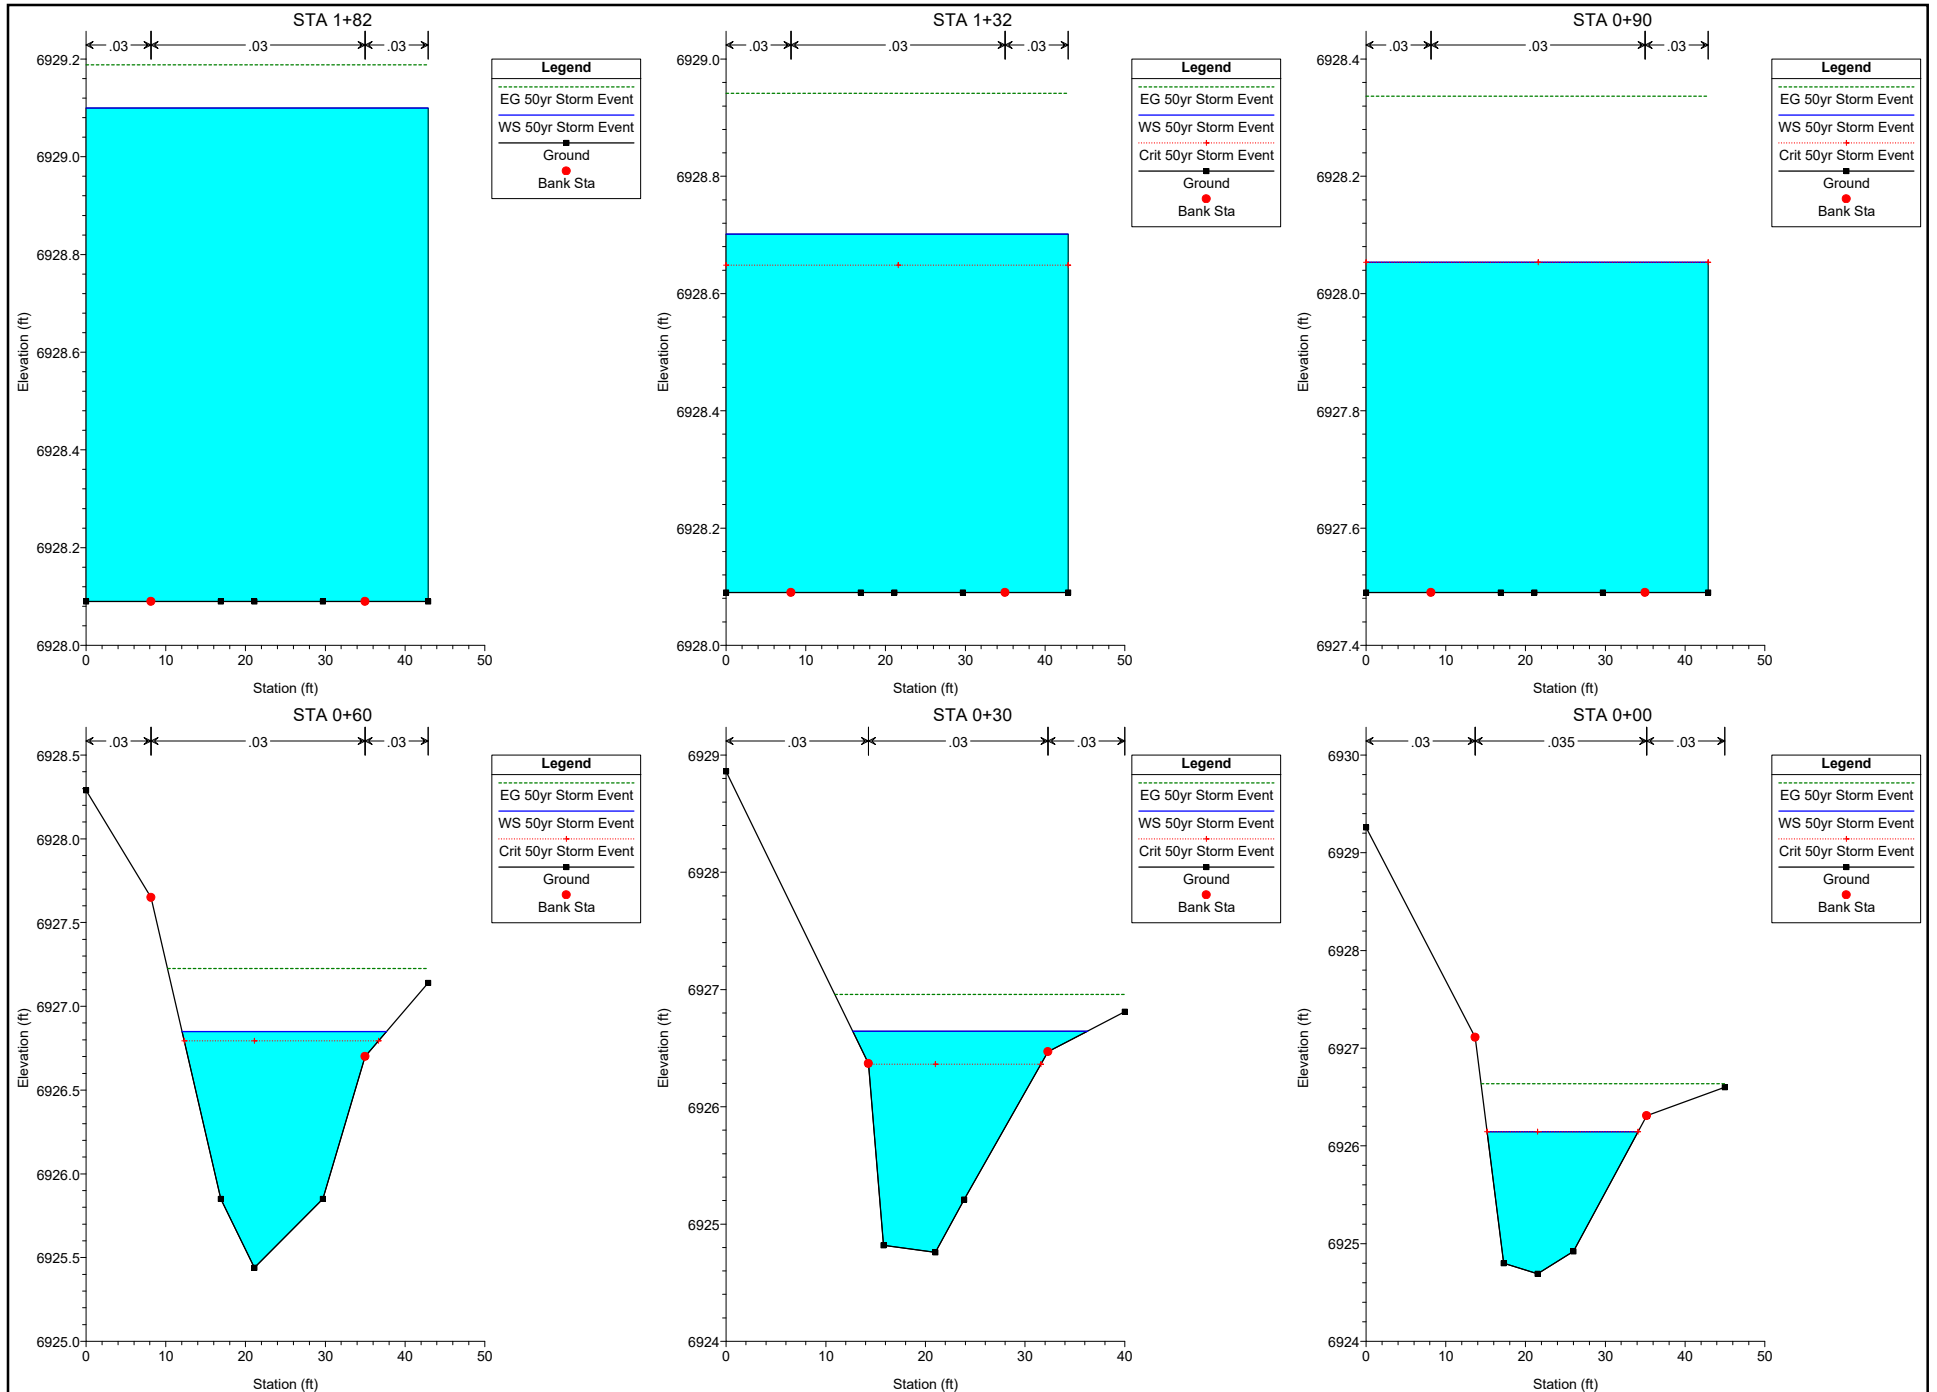 STA 1+82
.03 .03 .03
6929.2
6929.0
6928.8
6928.6
6928.4
6928.2
6928.0
Elevation (ft)
0 10 20 30 40 50
Station (ft)
Legend
EG 50yr Storm Event
WS 50yr Storm Event
Ground
Bank Sta
STA 1+32
.03 .03 .03
6929.0
6928.8
6928.6
6928.4
6928.2
6928.0
Elevation (ft)
0 10 20 30 40 50
Station (ft)
Legend
EG 50yr Storm Event
WS 50yr Storm Event
Crit 50yr Storm Event
Ground
Bank Sta
STA 0+90
.03 .03 .03
6928.4
6928.2
6928.0
6927.8
6927.6
6927.4
Elevation (ft)
0 10 20 30 40 50
Station (ft)
Legend
EG 50yr Storm Event
WS 50yr Storm Event
Crit 50yr Storm Event
Ground
Bank Sta
STA 0+60
.03 .03 .03
6928.5
6928.0
6927.5
6927.0
6926.5
6926.0
6925.5
6925.0
Elevation (ft)
0 10 20 30 40 50
Station (ft)
Legend
EG 50yr Storm Event
WS 50yr Storm Event
Crit 50yr Storm Event
Ground
Bank Sta
STA 0+30
.03 .03 .03
6929
6928
6927
6926
6925
6924
Elevation (ft)
0 10 20 30 40
Station (ft)
Legend
EG 50yr Storm Event
WS 50yr Storm Event
Crit 50yr Storm Event
Ground
Bank Sta
STA 0+00
.03 .035 .03
6930
6929
6928
6927
6926
6925
6924
Elevation (ft)
0 10 20 30 40 50
Station (ft)
Legend
EG 50yr Storm Event
WS 50yr Storm Event
Crit 50yr Storm Event
Ground
Bank Sta